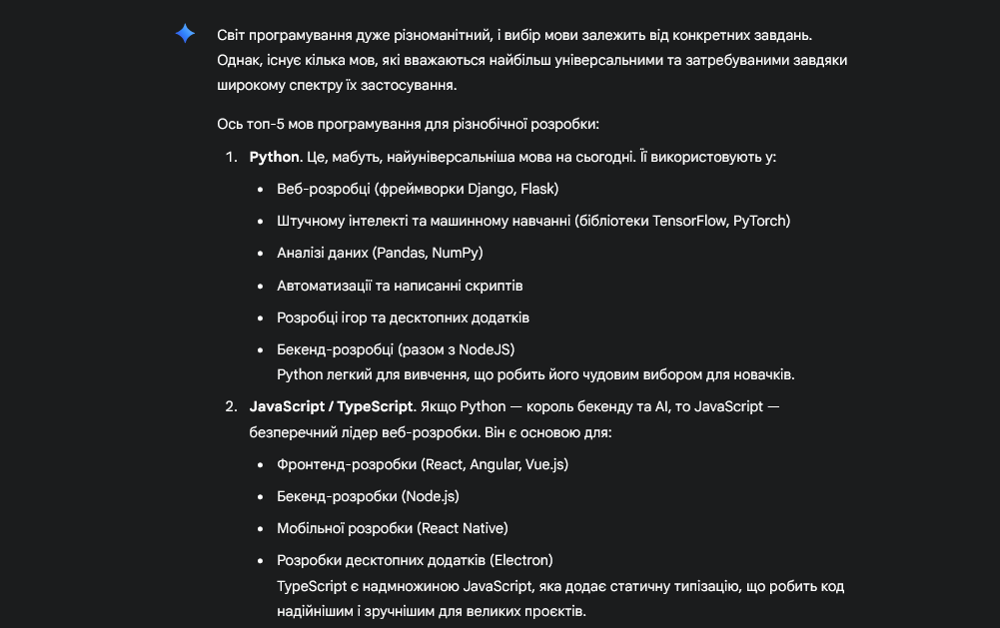 Світ програмування дуже різноманітний, і вибір мови залежить від конкретних завдань.
Однак, існує кілька мов, які вважаються найбільш універсальними та затребуваними завдяки
широкому спектру їх застосування.
Ось топ-5 мов програмування для різнобічної розробки:
1. Python. Це, мабуть, найуніверсальніша мова на сьогодні. Її використовують у:
• Веб-розробці (фреймворки Django, Flask)
• Штучному інтелекті та машинному навчанні (бібліотеки TensorFlow, PyTorch)
• Аналізі даних (Pandas, NumPy)
• Автоматизації та написанні скриптів
• Розробці ігор та десктопних додатків
• Бекенд-розробці (разом з NodeJS)
Python легкий для вивчення, що робить його чудовим вибором для новачків.
2. JavaScript / TypeScript. Якщо Python — король бекенду та AI, то JavaScript —
безперечний лідер веб-розробки. Він є основою для:
• Фронтенд-розробки (React, Angular, Vue.js)
• Бекенд-розробки (Node.js)
• Мобільної розробки (React Native)
• Розробки десктопних додатків (Electron)
TypeScript є надмножиною JavaScript, яка додає статичну типізацію, що робить код
надійнішим і зручнішим для великих проєктів.